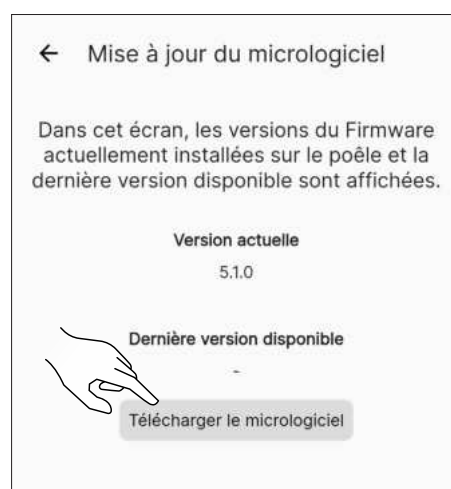 ← Mise à jour du micrologiciel
Dans cet écran, les versions du Firmware
actuellement installées sur le poêle et la
dernière version disponible sont affichées.
Version actuelle
5.1.0
Dernière version disponible
-
Télécharger le micrologiciel